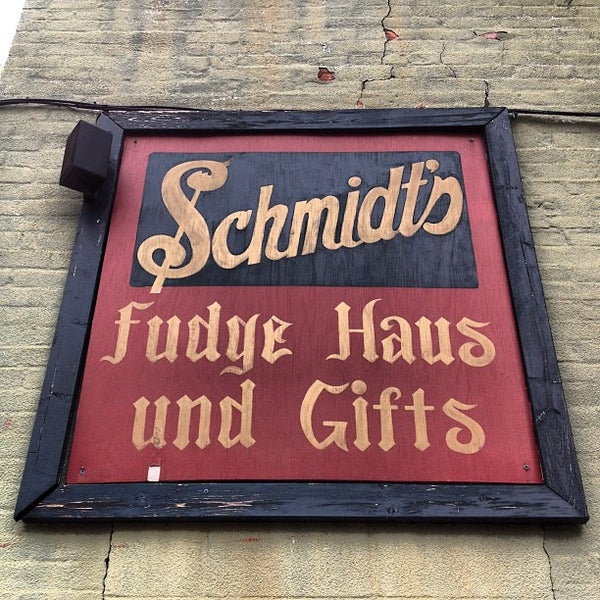 Schmidt's
Fudge Haus
und Gifts